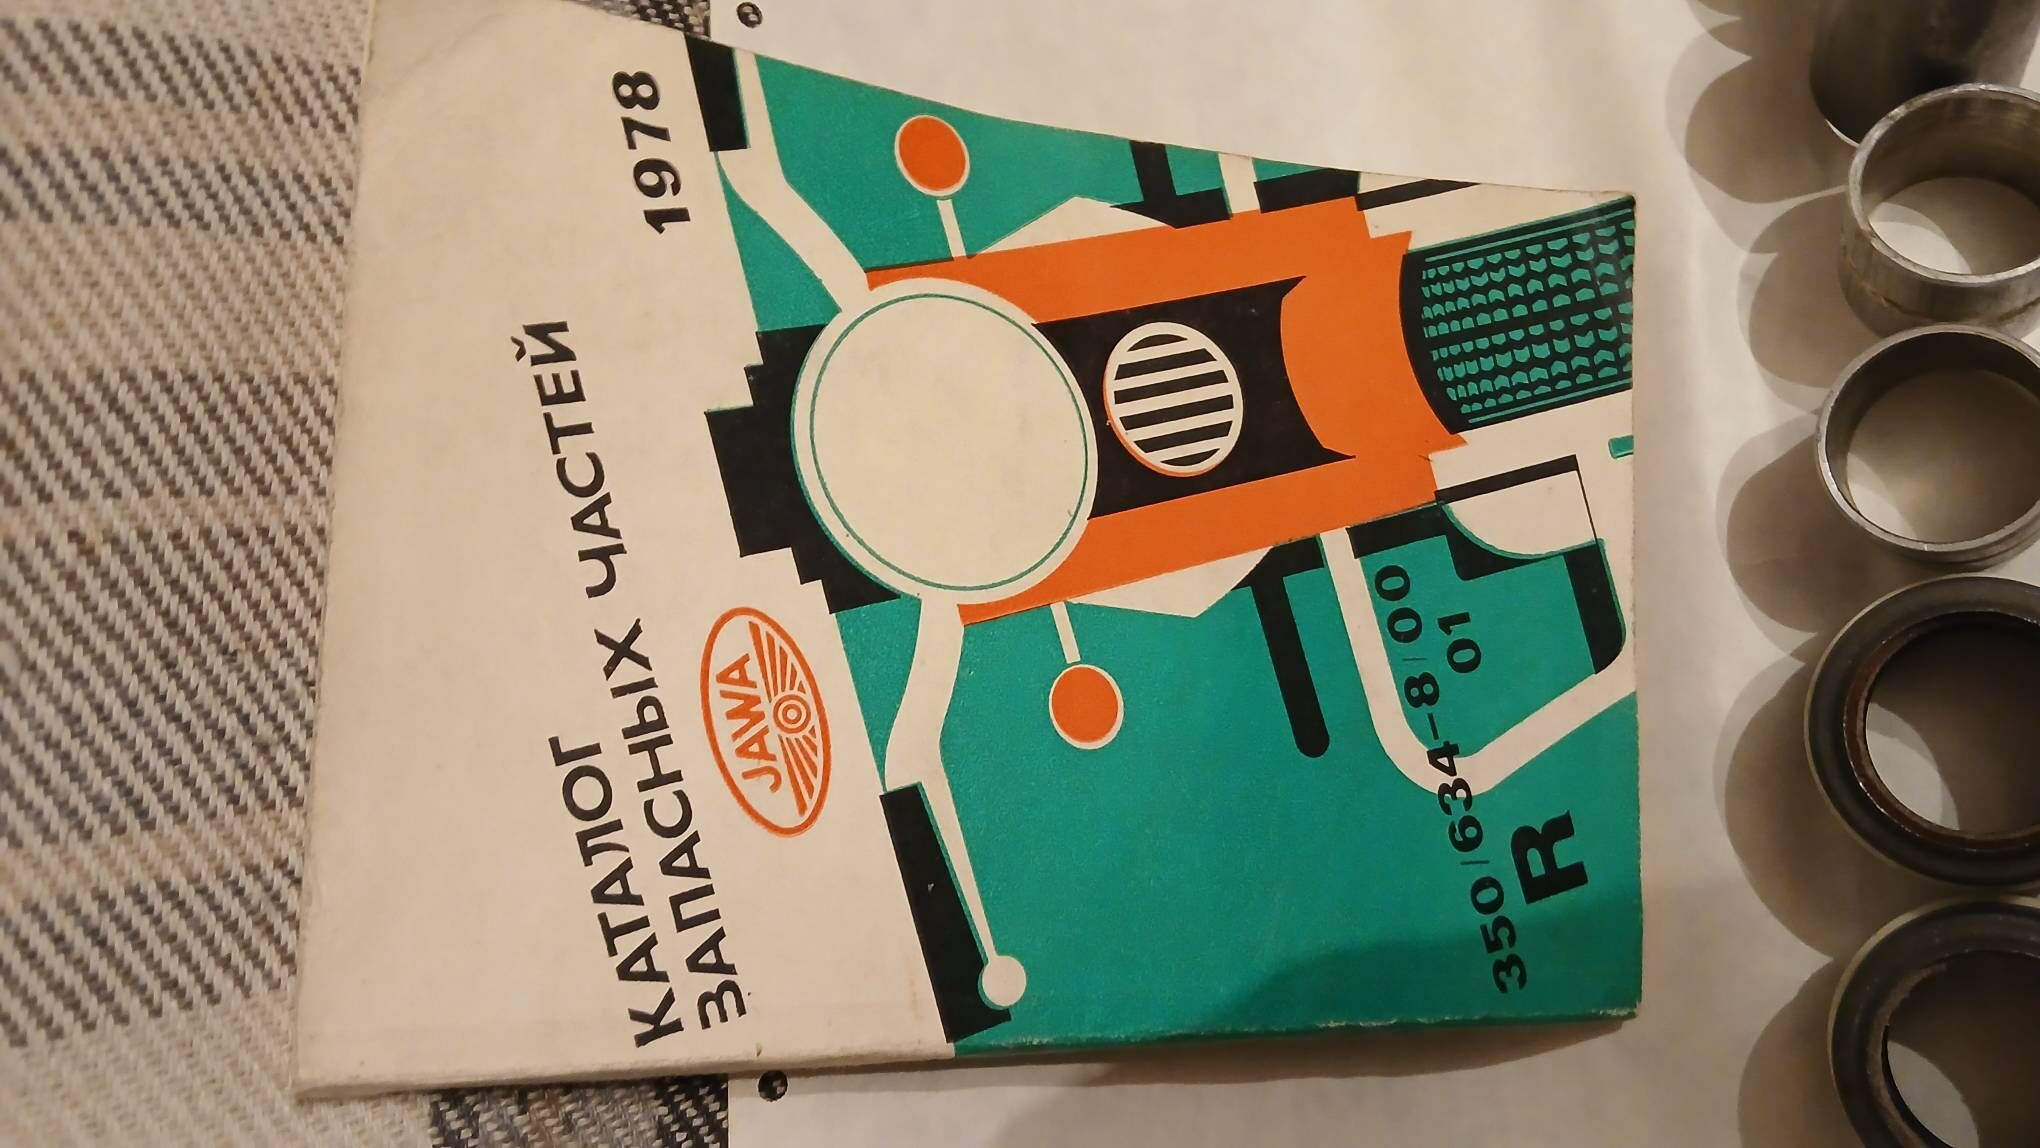 КАТАЛОГ
ЗАПАСНЫХ ЧАСТЕЙ 1978
JAWA
350/634-8/00
01
R